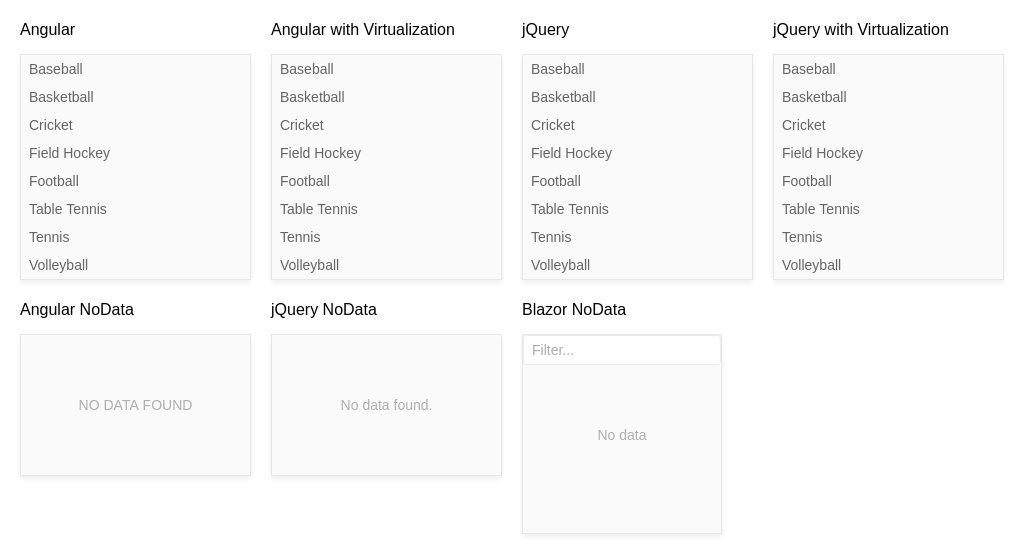 Angular
Baseball
Basketball
Cricket
Field Hockey
Football
Table Tennis
Tennis
Volleyball
Angular with Virtualization
Baseball
Basketball
Cricket
Field Hockey
Football
Table Tennis
Tennis
Volleyball
jQuery
Baseball
Basketball
Cricket
Field Hockey
Football
Table Tennis
Tennis
Volleyball
jQuery with Virtualization
Baseball
Basketball
Cricket
Field Hockey
Football
Table Tennis
Tennis
Volleyball
Angular NoData
NO DATA FOUND
jQuery NoData
No data found.
Blazor NoData
Filter...
No data